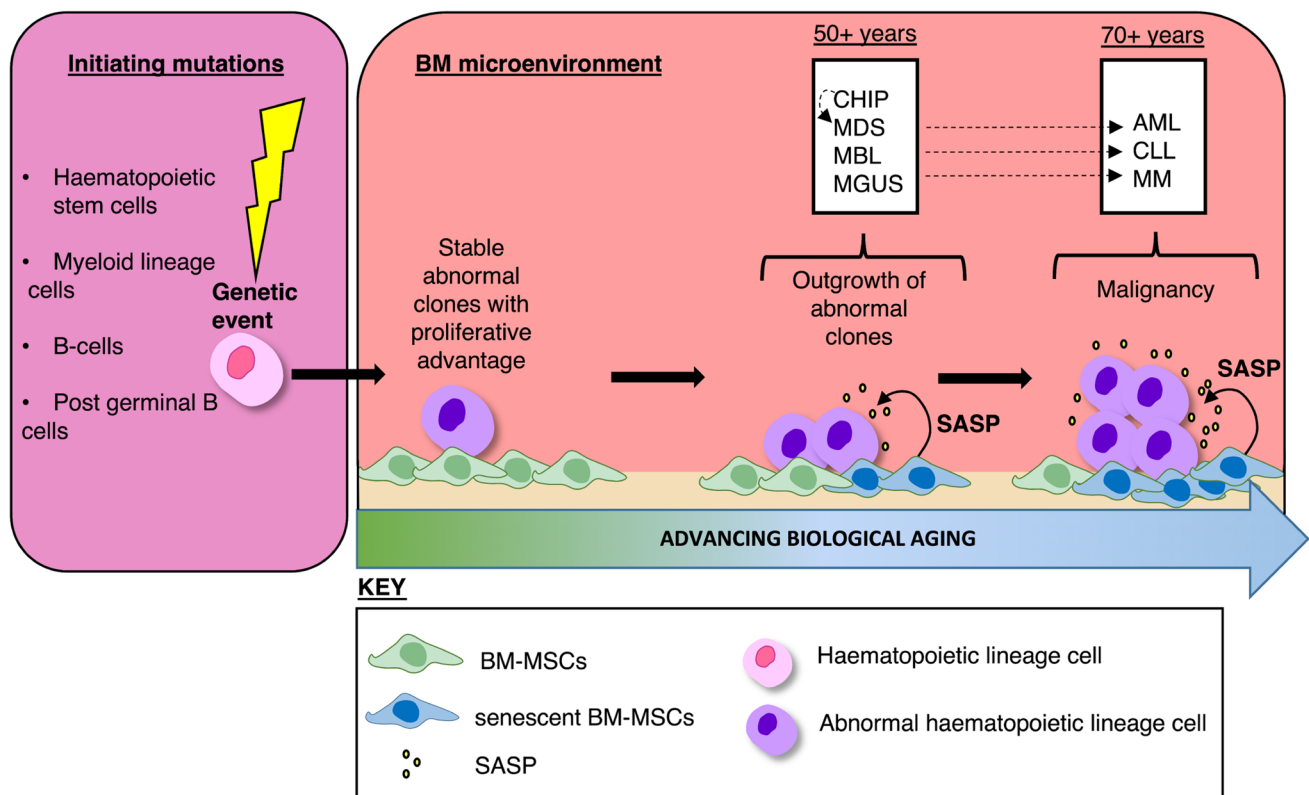 Initiating mutations
• Haematopoietic
stem cells
• Myeloid lineage
cells
• B-cells
• Post germinal B
cells
Genetic
event
BM microenvironment
Stable
abnormal
clones with
proliferative
advantage
50+ years
CHIP
MDS
MBL
MGUS
Outgrowth of
abnormal
clones
SASP
70+ years
AML
CLL
MM
Malignancy
SASP
ADVANCING BIOLOGICAL AGING
KEY
BM-MSCs
senescent BM-MSCs
SASP
Haematopoietic lineage cell
Abnormal haematopoietic lineage cell